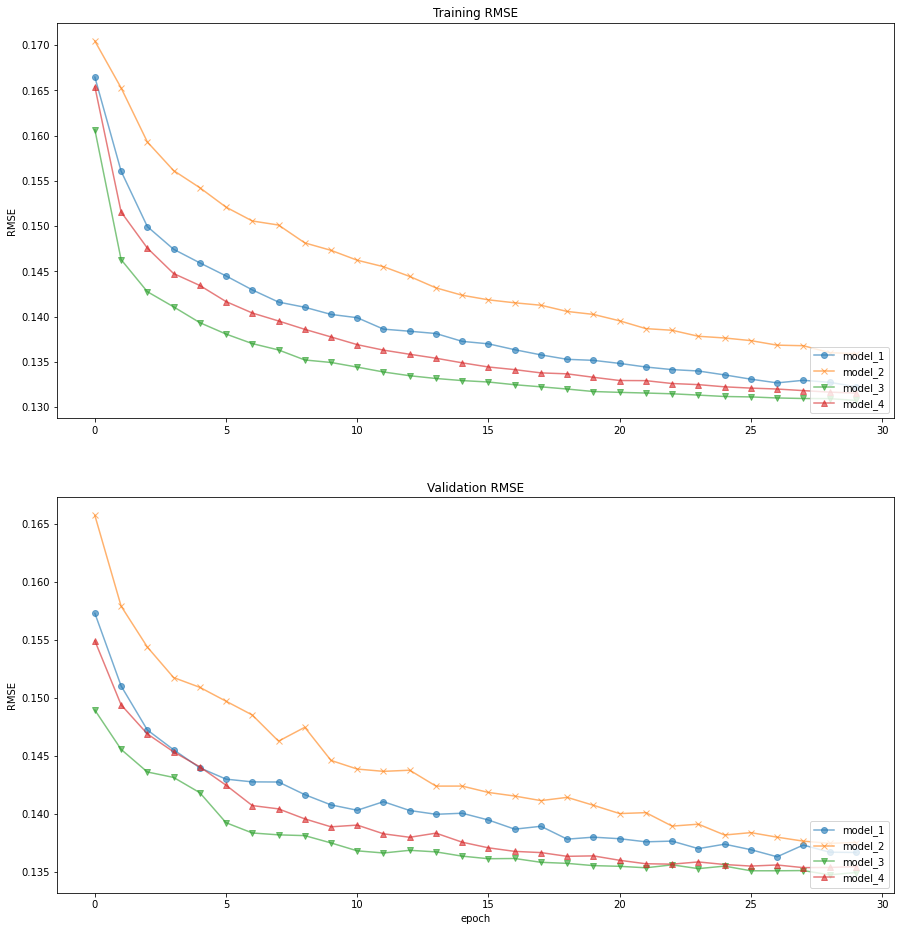 Training RMSE
RMSE
0.170
0.165
0.160
0.155
0.150
0.145
0.140
0.135
0.130
model_1
model_2
model_3
model_4
0 5 10 15 20 25 30
Validation RMSE
RMSE
0.165
0.160
0.155
0.150
0.145
0.140
0.135
model_1
model_2
model_3
model_4
0 5 10 15 20 25 30
epoch